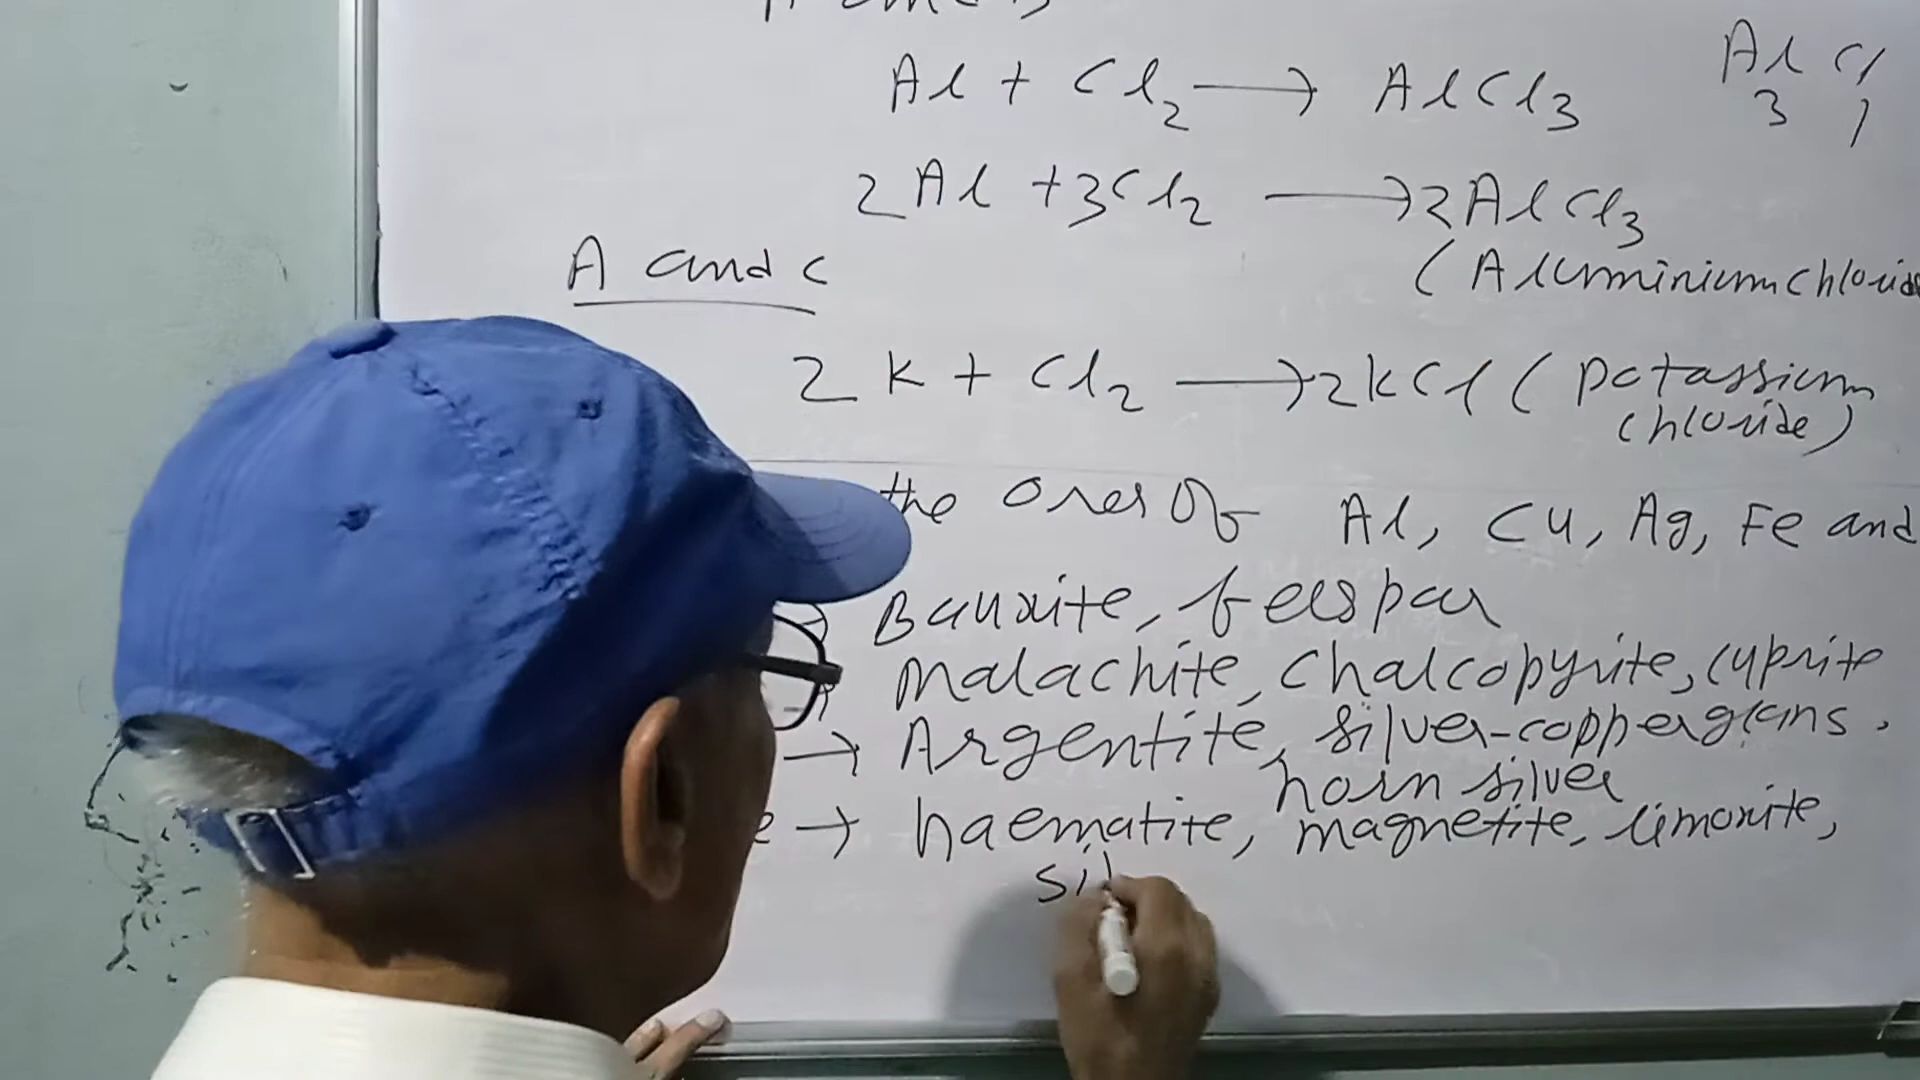 Al + Cl2 → AlCl3
Al Cl
3 1
2Al + 3Cl2 → 2AlCl3
(Aluminium chloride
A and C
2K + Cl2 → 2KCl (potassium
chloride)
the ores of Al, Cu, Ag, Fe and
Bauxite, felspar
malachite, chalcopyrite, cuprite
→ Argentite, silver-copper glans.
horn silver
e → haematite, magnetite, limonite,